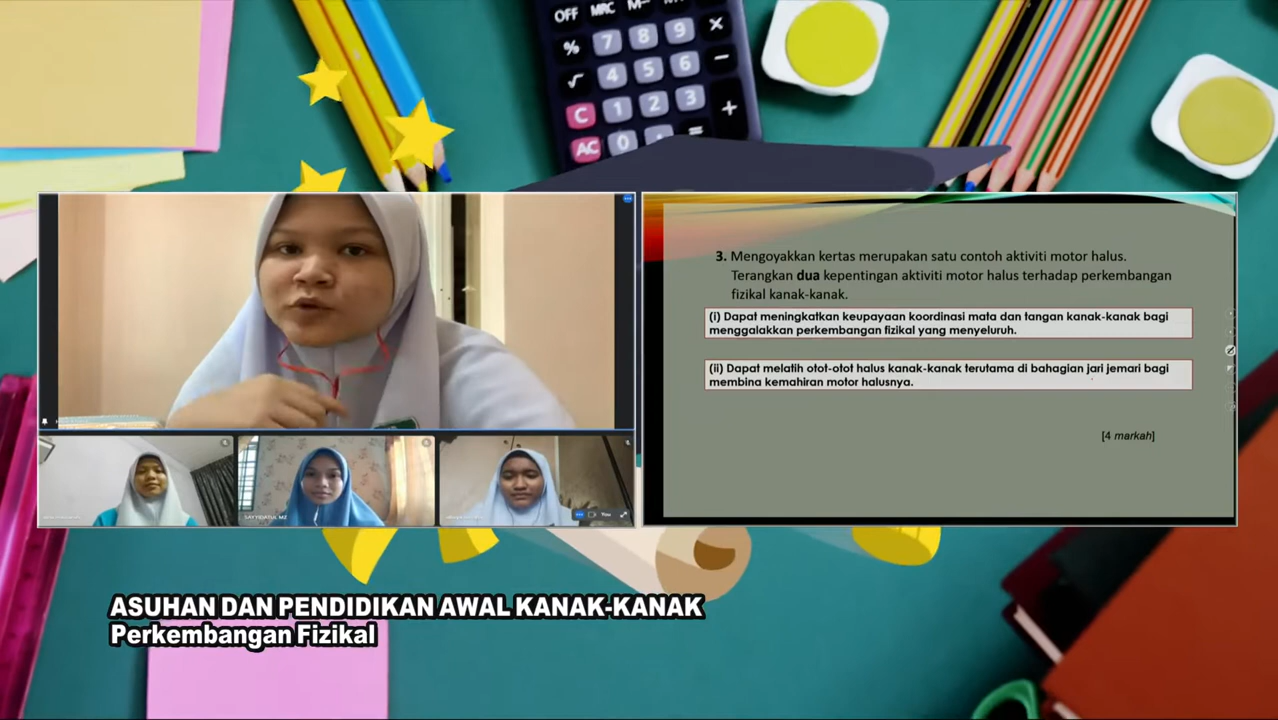 OFF MRC
% 7 8 9 ×
√ 4 5 6 −
C 1 2 3 +
AC 0 . =
3. Mengoyakkan kertas merupakan satu contoh aktiviti motor halus.
Terangkan dua kepentingan aktiviti motor halus terhadap perkembangan
fizikal kanak-kanak.
(i) Dapat meningkatkan keupayaan koordinasi mata dan tangan kanak-kanak bagi
menggalakkan perkembangan fizikal yang menyeluruh.
(ii) Dapat melatih otot-otot halus kanak-kanak terutama di bahagian jari jemari bagi
membina kemahiran motor halusnya.
[4 markah]
You
ASUHAN DAN PENDIDIKAN AWAL KANAK-KANAK
Perkembangan Fizikal